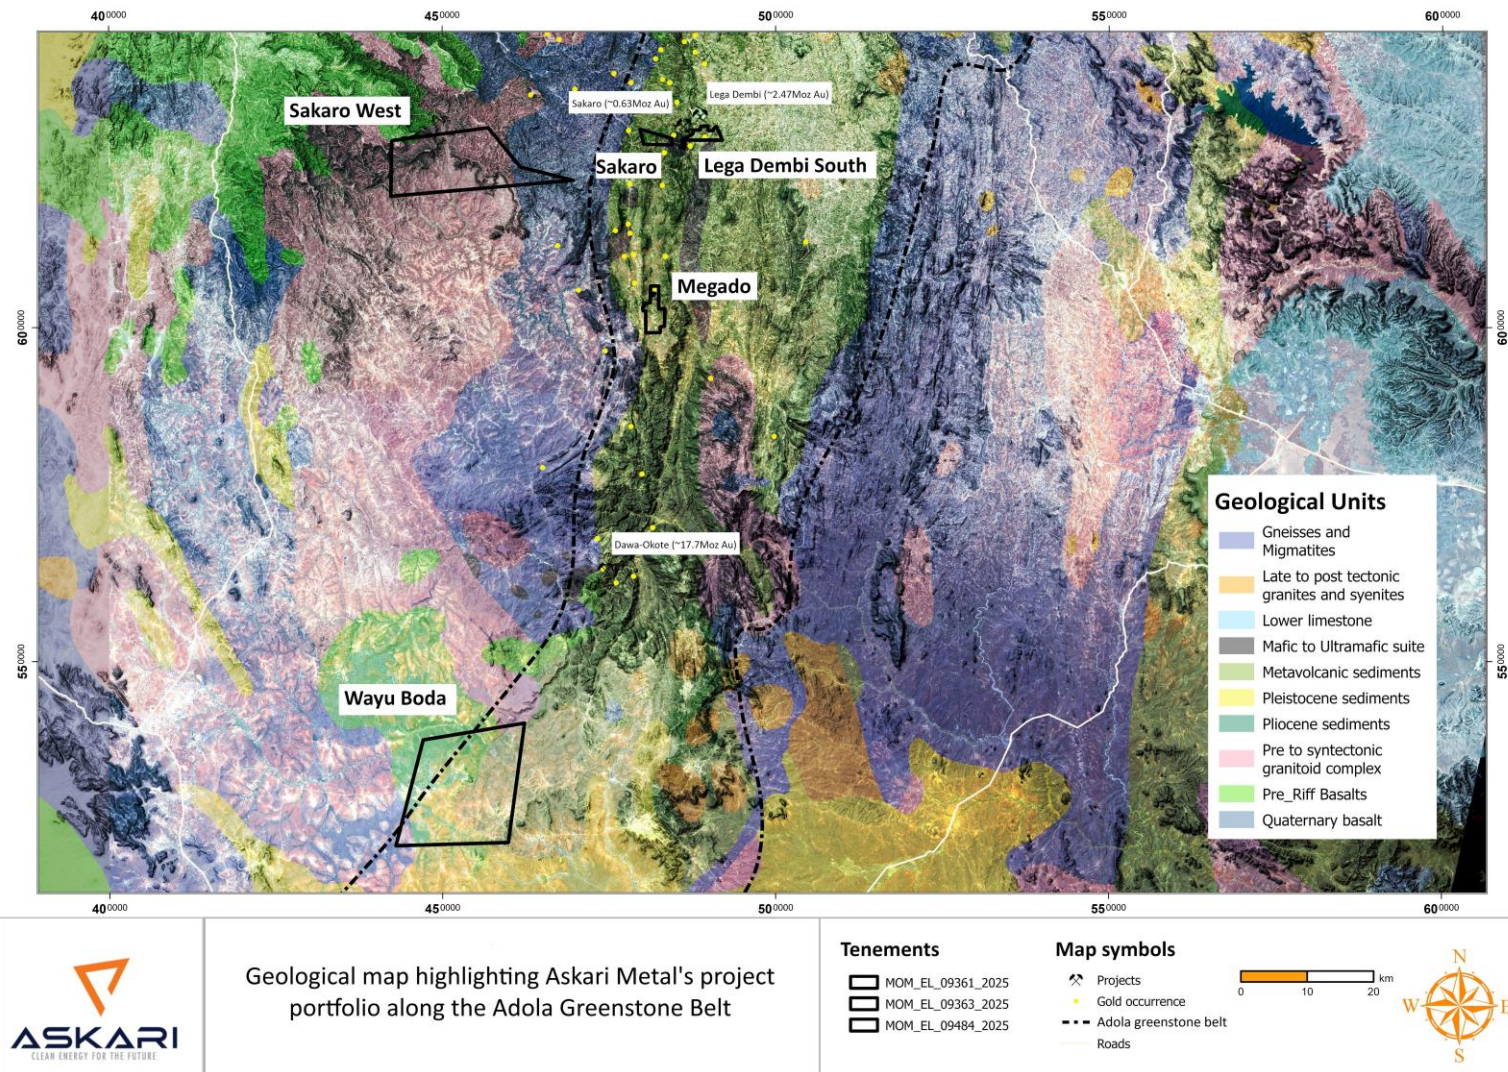 400000 450000 500000 550000 600000
Sakaro West
Sakaro (~0.63Moz Au)
Lega Dembi (~2.47Moz Au)
Sakaro
Lega Dembi South
Megado
600000
600000
Dawa-Okote (~17.7Moz Au)
550000
550000
Wayu Boda
Geological Units
Gneisses and
Migmatites
Late to post tectonic
granites and syenites
Lower limestone
Mafic to Ultramafic suite
Metavolcanic sediments
Pleistocene sediments
Pliocene sediments
Pre to syntectonic
granitoid complex
Pre_Riff Basalts
Quaternary basalt
400000 450000 500000 550000 600000
ASKARI
CLEAN ENERGY FOR THE FUTURE
Geological map highlighting Askari Metal's project
portfolio along the Adola Greenstone Belt
Tenements
MOM_EL_09361_2025
MOM_EL_09363_2025
MOM_EL_09484_2025
Map symbols
Projects
Gold occurrence
Adola greenstone belt
Roads
km
0 10 20
N
W E
S